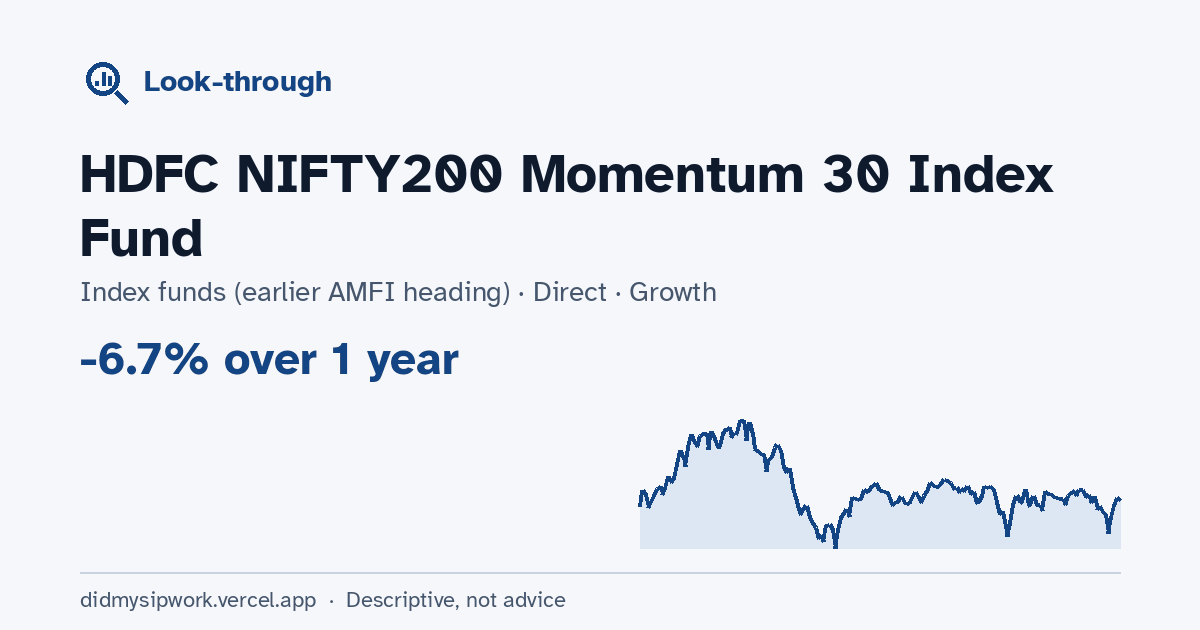 Look-through
HDFC NIFTY200 Momentum 30 Index
Fund
Index funds (earlier AMFI heading) · Direct · Growth
-6.7% over 1 year
didmysipwork.vercel.app · Descriptive, not advice